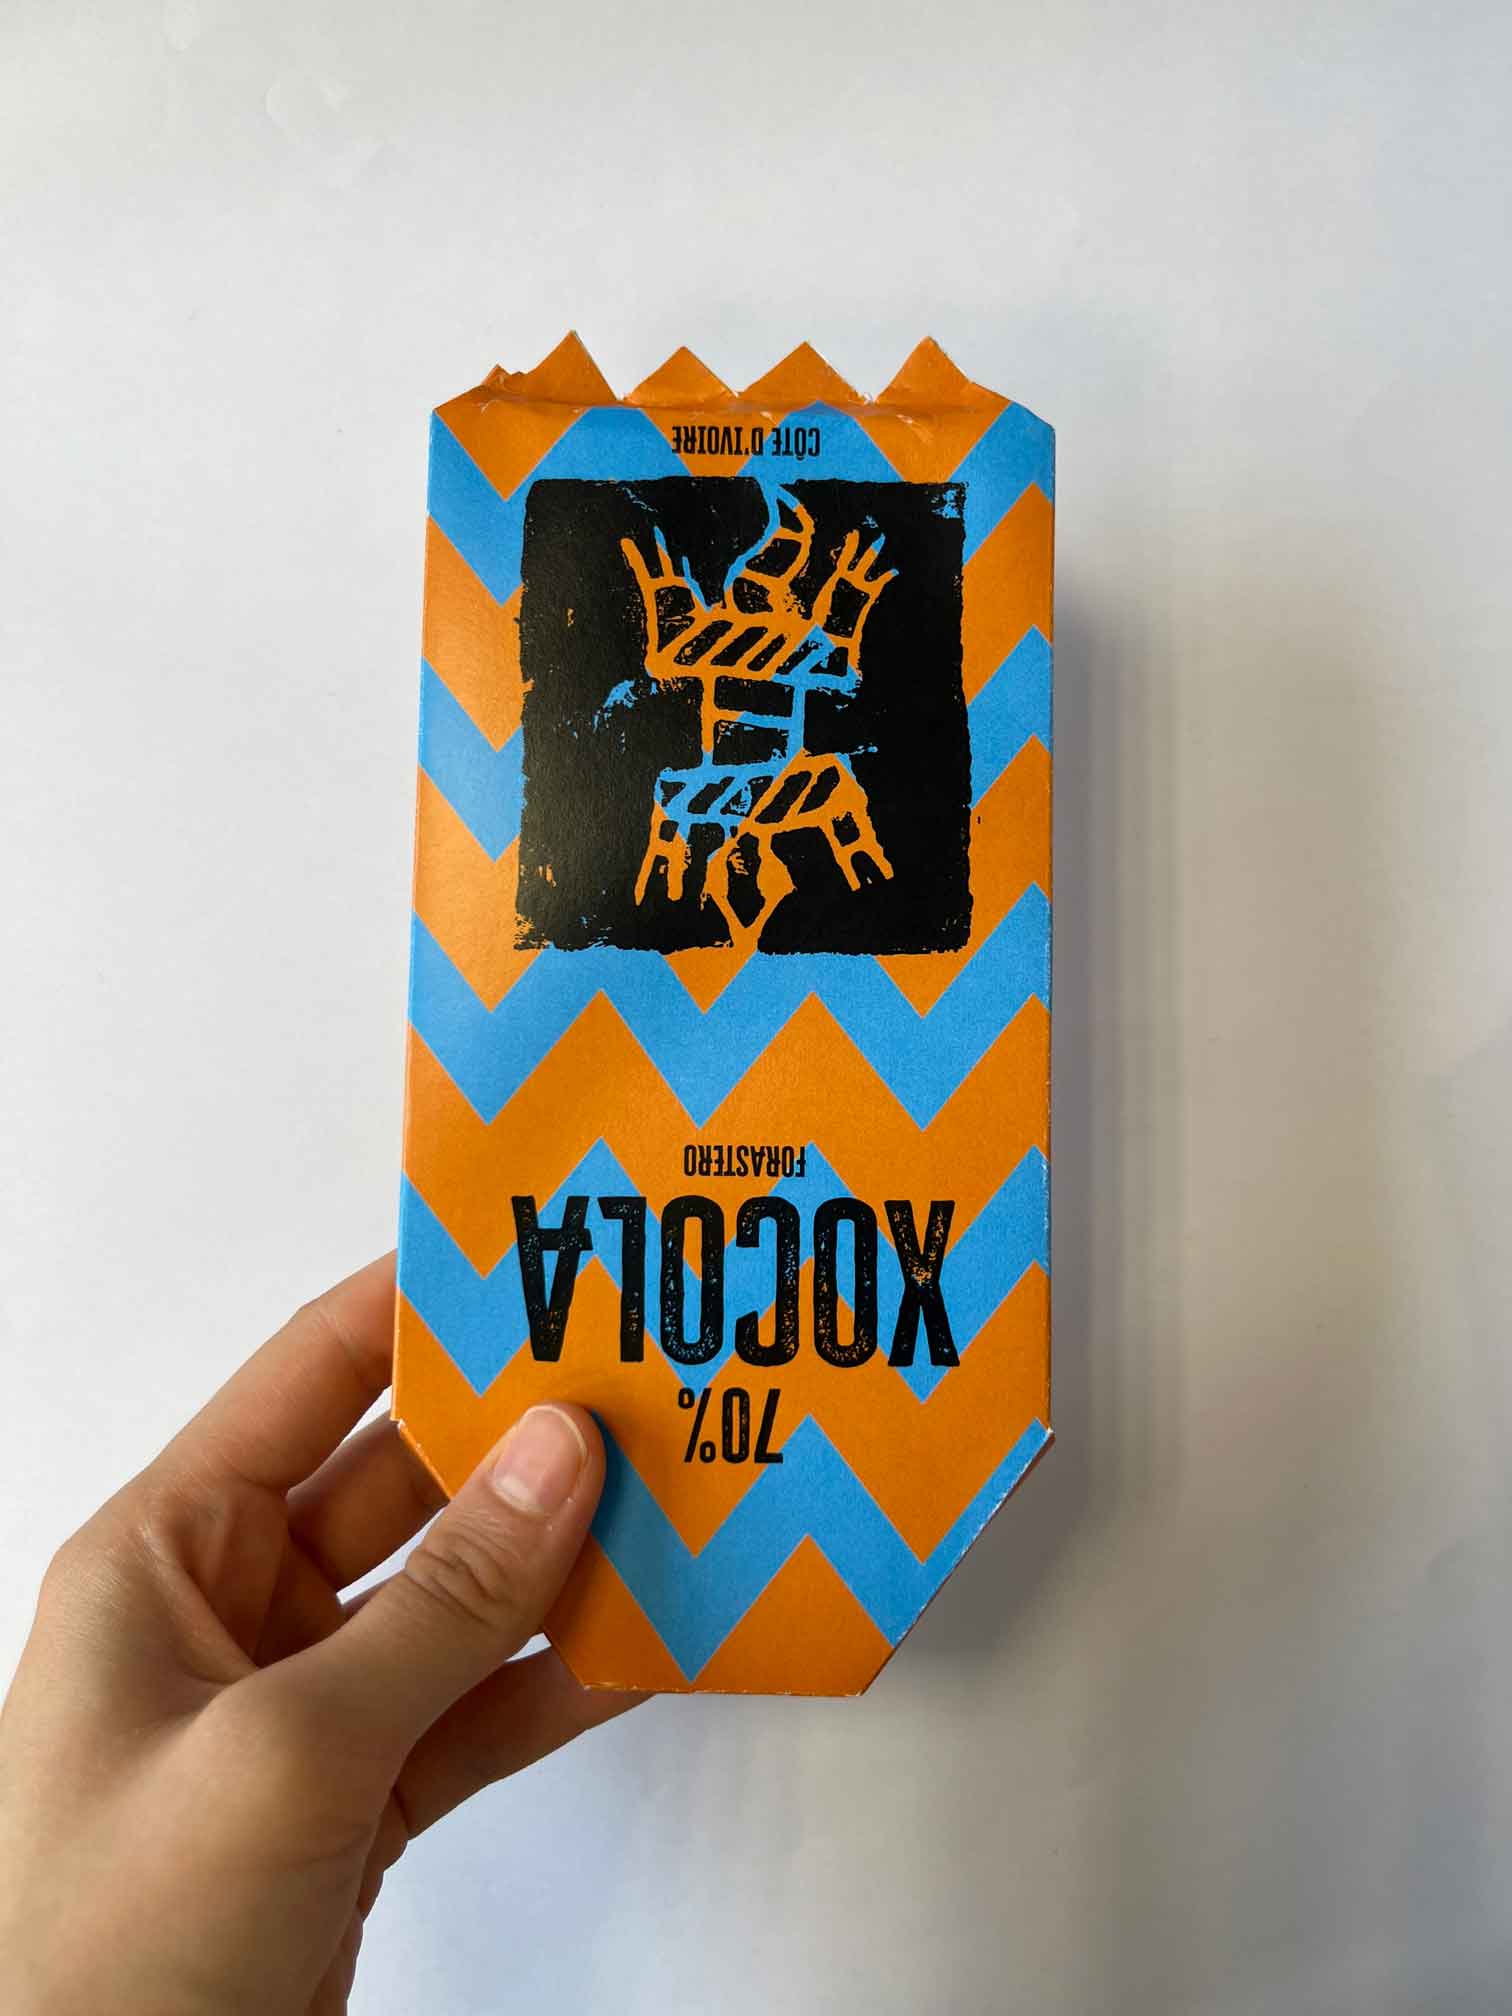 70%
XOCOLA
FORASTERO
CÔTE D'IVOIRE